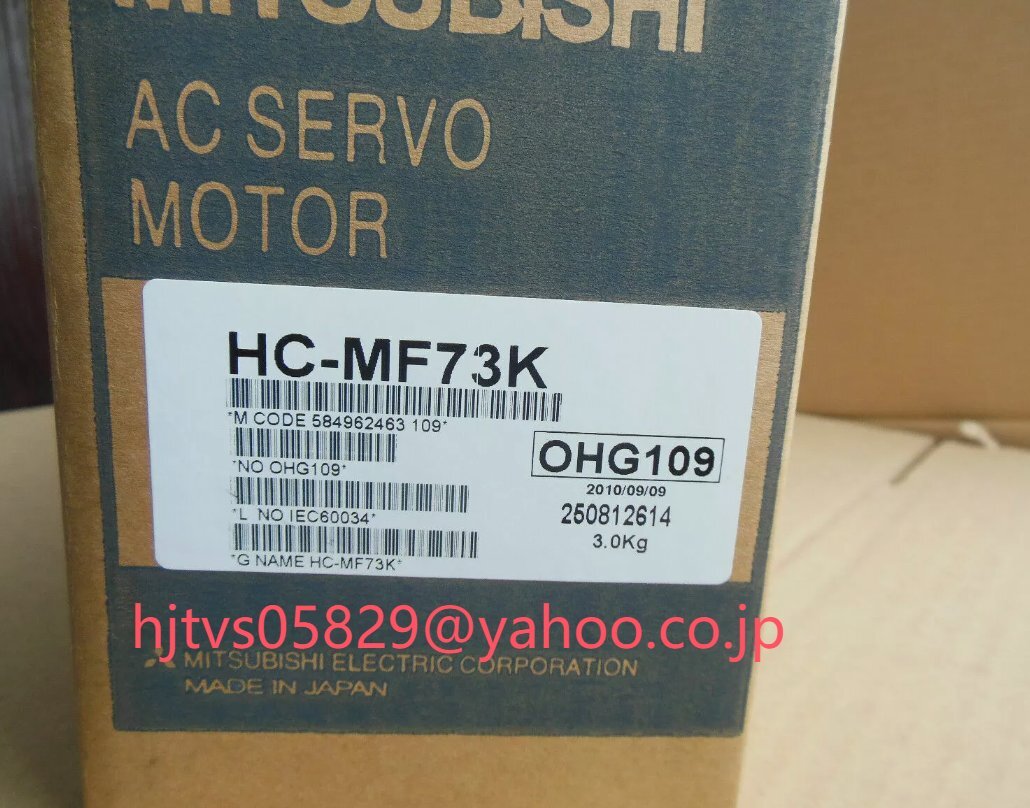 MITSUBISHI
AC SERVO
MOTOR
HC-MF73K
*M CODE 584962463 109*
*NO OHG109*
*L NO IEC60034*
*G NAME HC-MF73K*
OHG109
2010/09/09
250812614
3.0Kg
hjtvs05829@yahoo.co.jp
MITSUBISHI ELECTRIC CORPORATION
MADE IN JAPAN